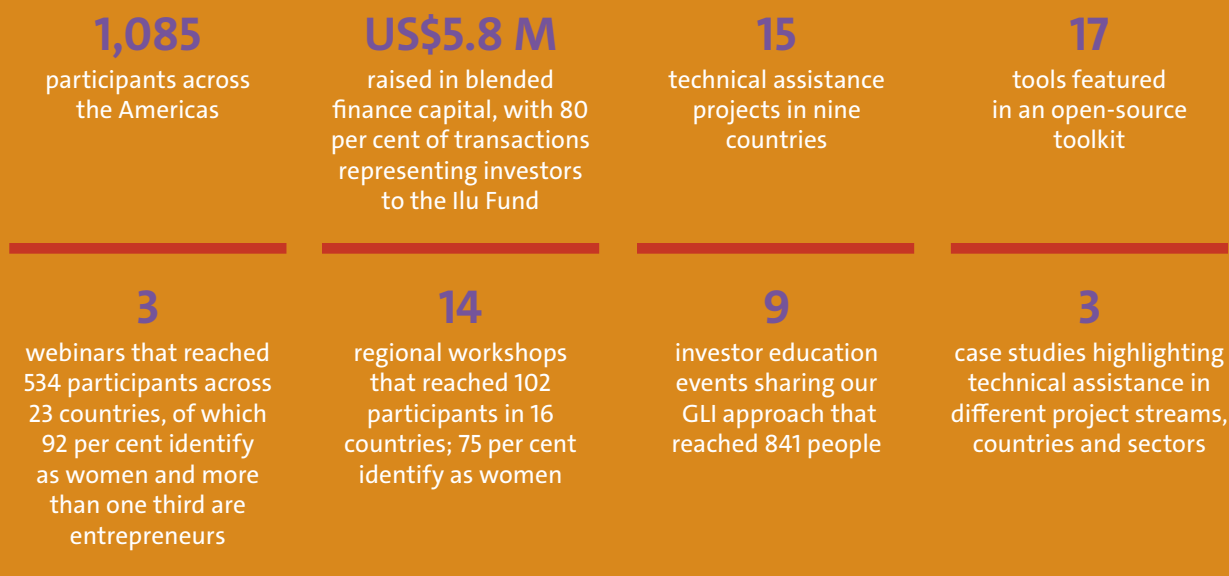 1,085
participants across
the Americas
US$5.8 M
raised in blended
finance capital, with 80
per cent of transactions
representing investors
to the Ilu Fund
15
technical assistance
projects in nine
countries
17
tools featured
in an open-source
toolkit
3
webinars that reached
534 participants across
23 countries, of which
92 per cent identify
as women and more
than one third are
entrepreneurs
14
regional workshops
that reached 102
participants in 16
countries; 75 per cent
identify as women
9
investor education
events sharing our
GLI approach that
reached 841 people
3
case studies highlighting
technical assistance in
different project streams,
countries and sectors